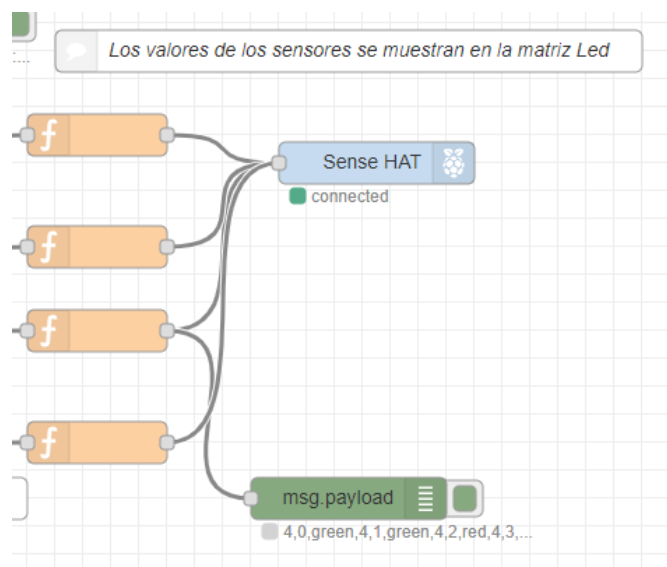 Los valores de los sensores se muestran en la matriz Led
Sense HAT
connected
msg.payload
4,0,green,4,1,green,4,2,red,4,3,...